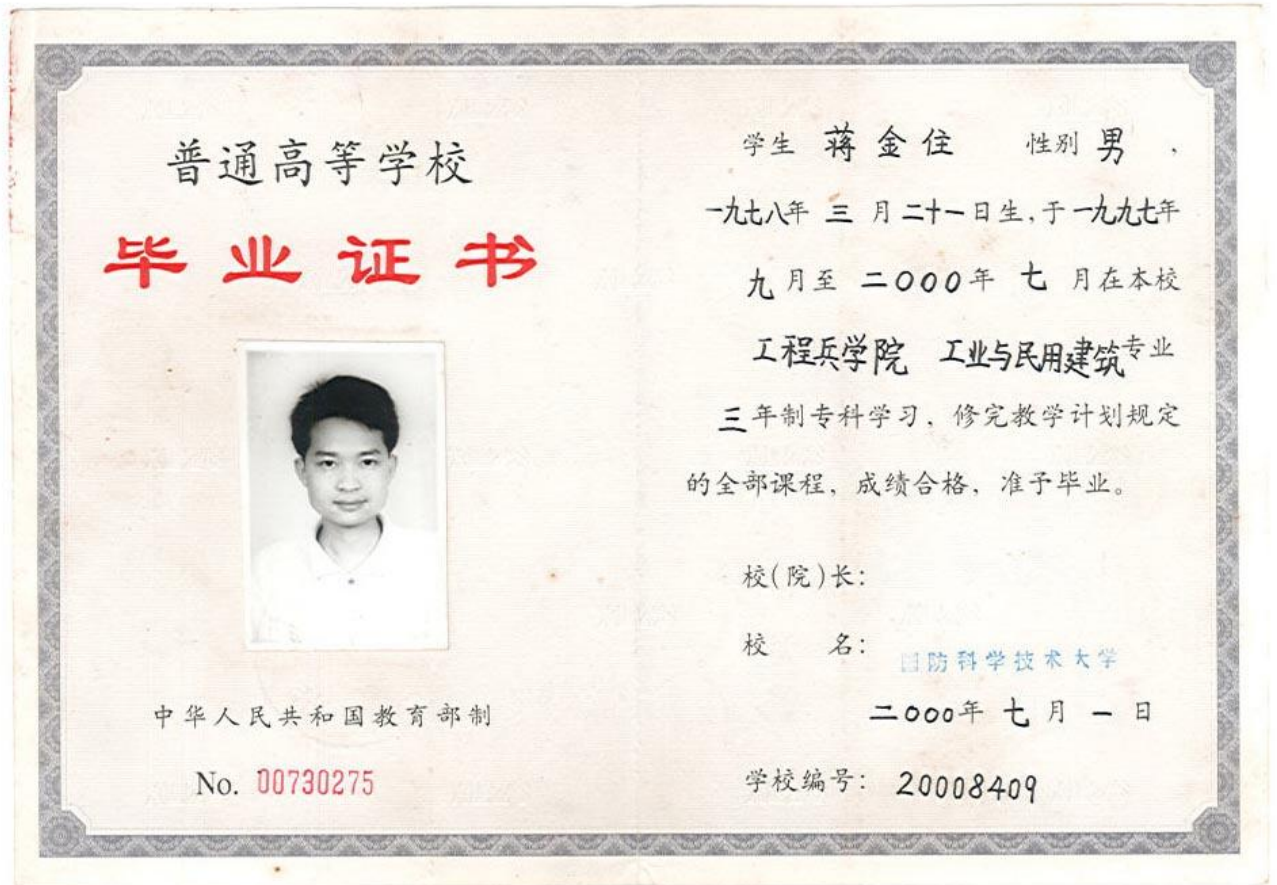 普通高等学校
毕业证书
中华人民共和国教育部制
No. 00730275
学生 蒋金住 性别 男 ,
一九七八年 三 月 二十一日生,于 一九九七年
九月至 二000年 七 月在本校
工程兵学院 工业与民用建筑专业
三年制专科学习,修完教学计划规定
的全部课程,成绩合格,准予毕业。
校(院)长:
校 名:
国防科学技术大学
二000年 七 月 一 日
学校编号: 20008409